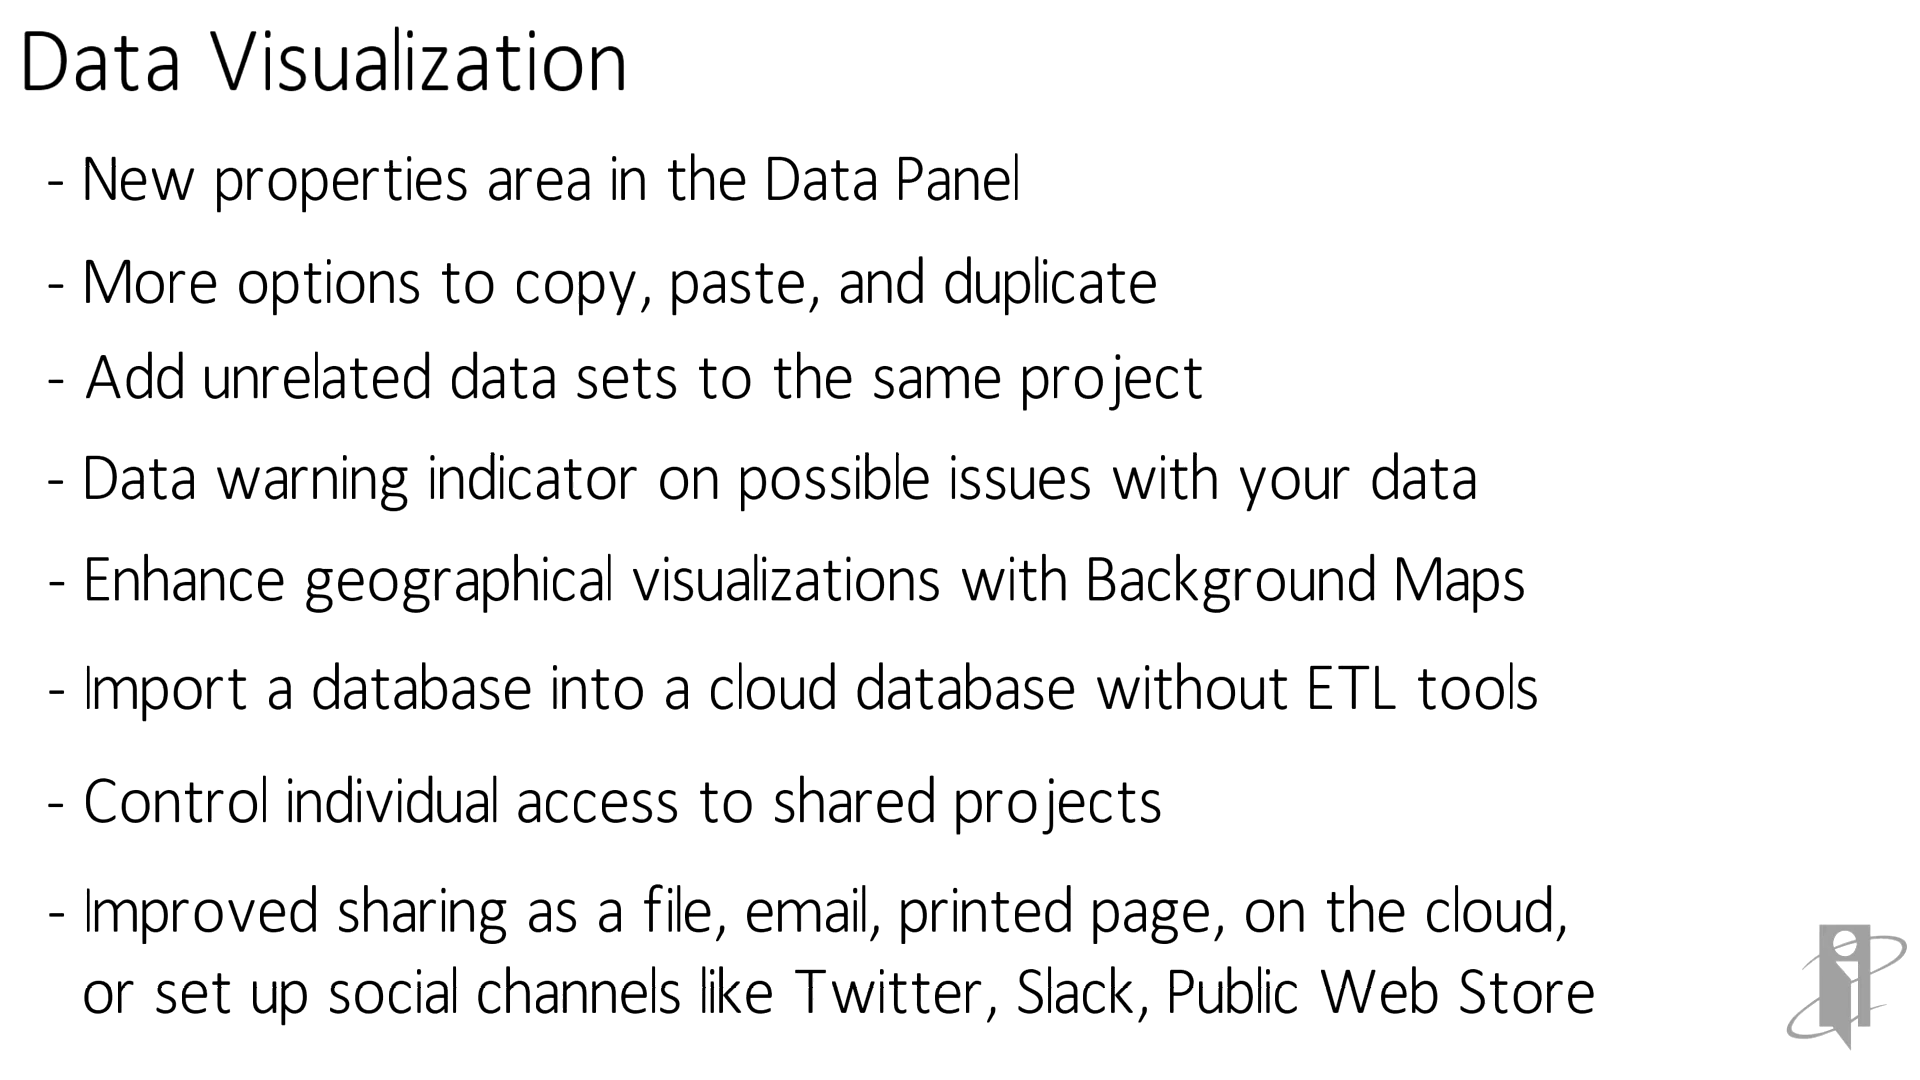 Data Visualization
- New properties area in the Data Panel
- More options to copy, paste, and duplicate
- Add unrelated data sets to the same project
- Data warning indicator on possible issues with your data
- Enhance geographical visualizations with Background Maps
- Import a database into a cloud database without ETL tools
- Control individual access to shared projects
- Improved sharing as a file, email, printed page, on the cloud,
or set up social channels like Twitter, Slack, Public Web Store